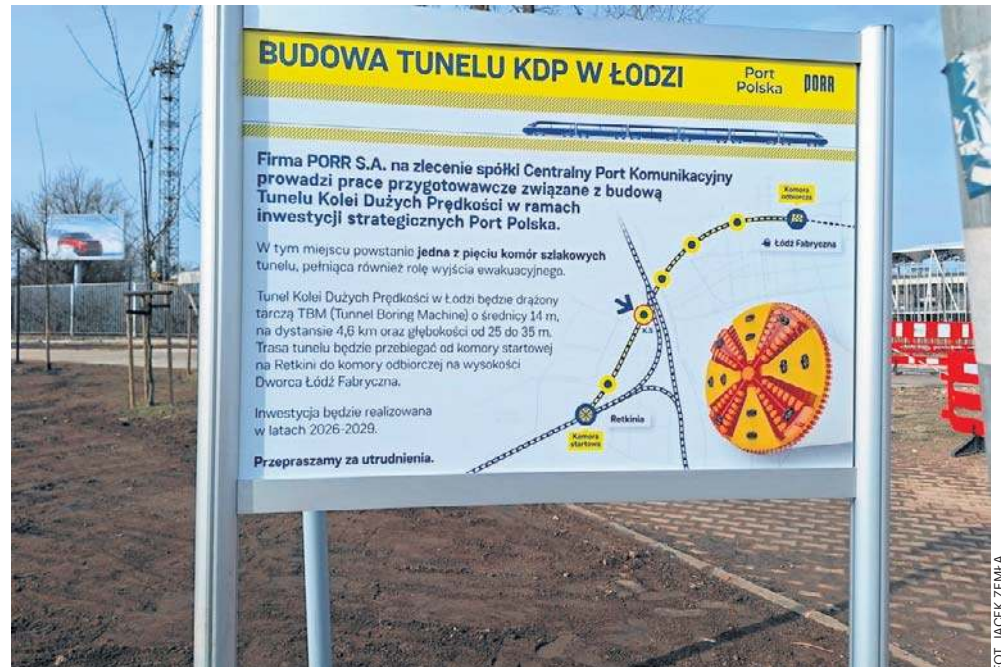 BUDOWA TUNELU KDP W ŁODZI
Port
Polska
PORR
Firma PORR S.A. na zlecenie spółki Centralny Port Komunikacyjny
prowadzi prace przygotowawcze związane z budową
Tunelu Kolei Dużych Prędkości w ramach
inwestycji strategicznych Port Polska.
W tym miejscu powstanie jedna z pięciu komór szlakowych
tunelu, pełniąca również rolę wyjścia ewakuacyjnego.
Tunel Kolei Dużych Prędkości w Łodzi będzie drążony
tarczą TBM (Tunnel Boring Machine) o średnicy 14 m,
na dystansie 4,6 km oraz głębokości od 25 do 35 m.
Trasa tunelu będzie przebiegać od komory startowej
na Retkini do komory odbiorczej na wysokości
Dworca Łódź Fabryczna.
Inwestycja będzie realizowana
w latach 2026-2029.
Przepraszamy za utrudnienia.
Komora
odbiorcza
Łódź Fabryczna
Retkinia
Komora
startowa
FOT. JACEK ZEMŁA